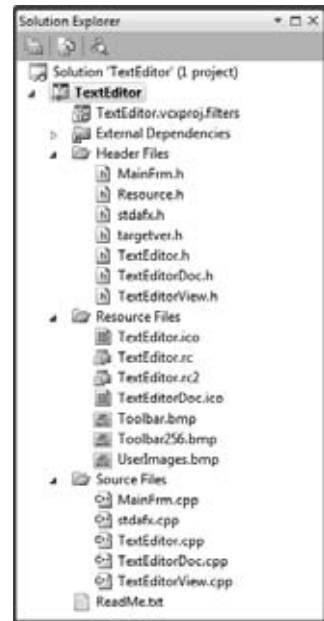 Solution Explorer
Solution 'TextEditor' (1 project)
TextEditor
TextEditor.vcxproj.filters
External Dependencies
Header Files
MainFrm.h
Resource.h
stdafx.h
targetver.h
TextEditor.h
TextEditorDoc.h
TextEditorView.h
Resource Files
TextEditor.ico
TextEditor.rc
TextEditor.rc2
TextEditorDoc.ico
Toolbar.bmp
Toolbar256.bmp
UserImages.bmp
Source Files
MainFrm.cpp
stdafx.cpp
TextEditor.cpp
TextEditorDoc.cpp
TextEditorView.cpp
ReadMe.txt